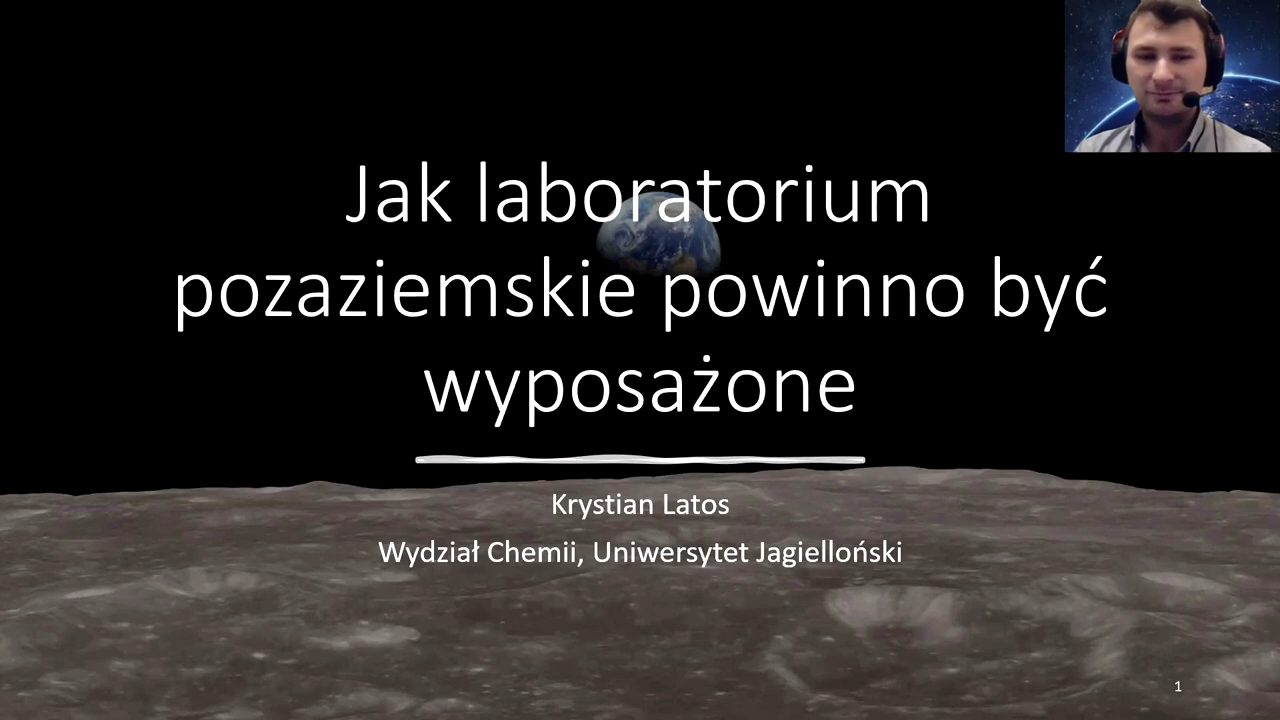 Jak laboratorium
pozaziemskie powinno być
wyposażone
Krystian Latos
Wydział Chemii, Uniwersytet Jagielloński
1